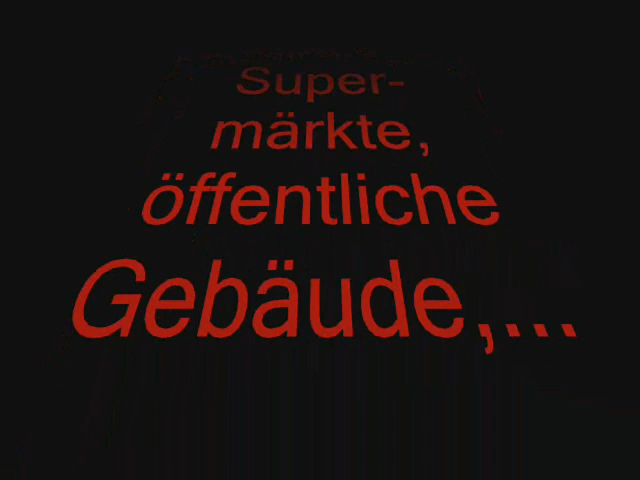 Super-
märkte,
öffentliche
Gebäude,...